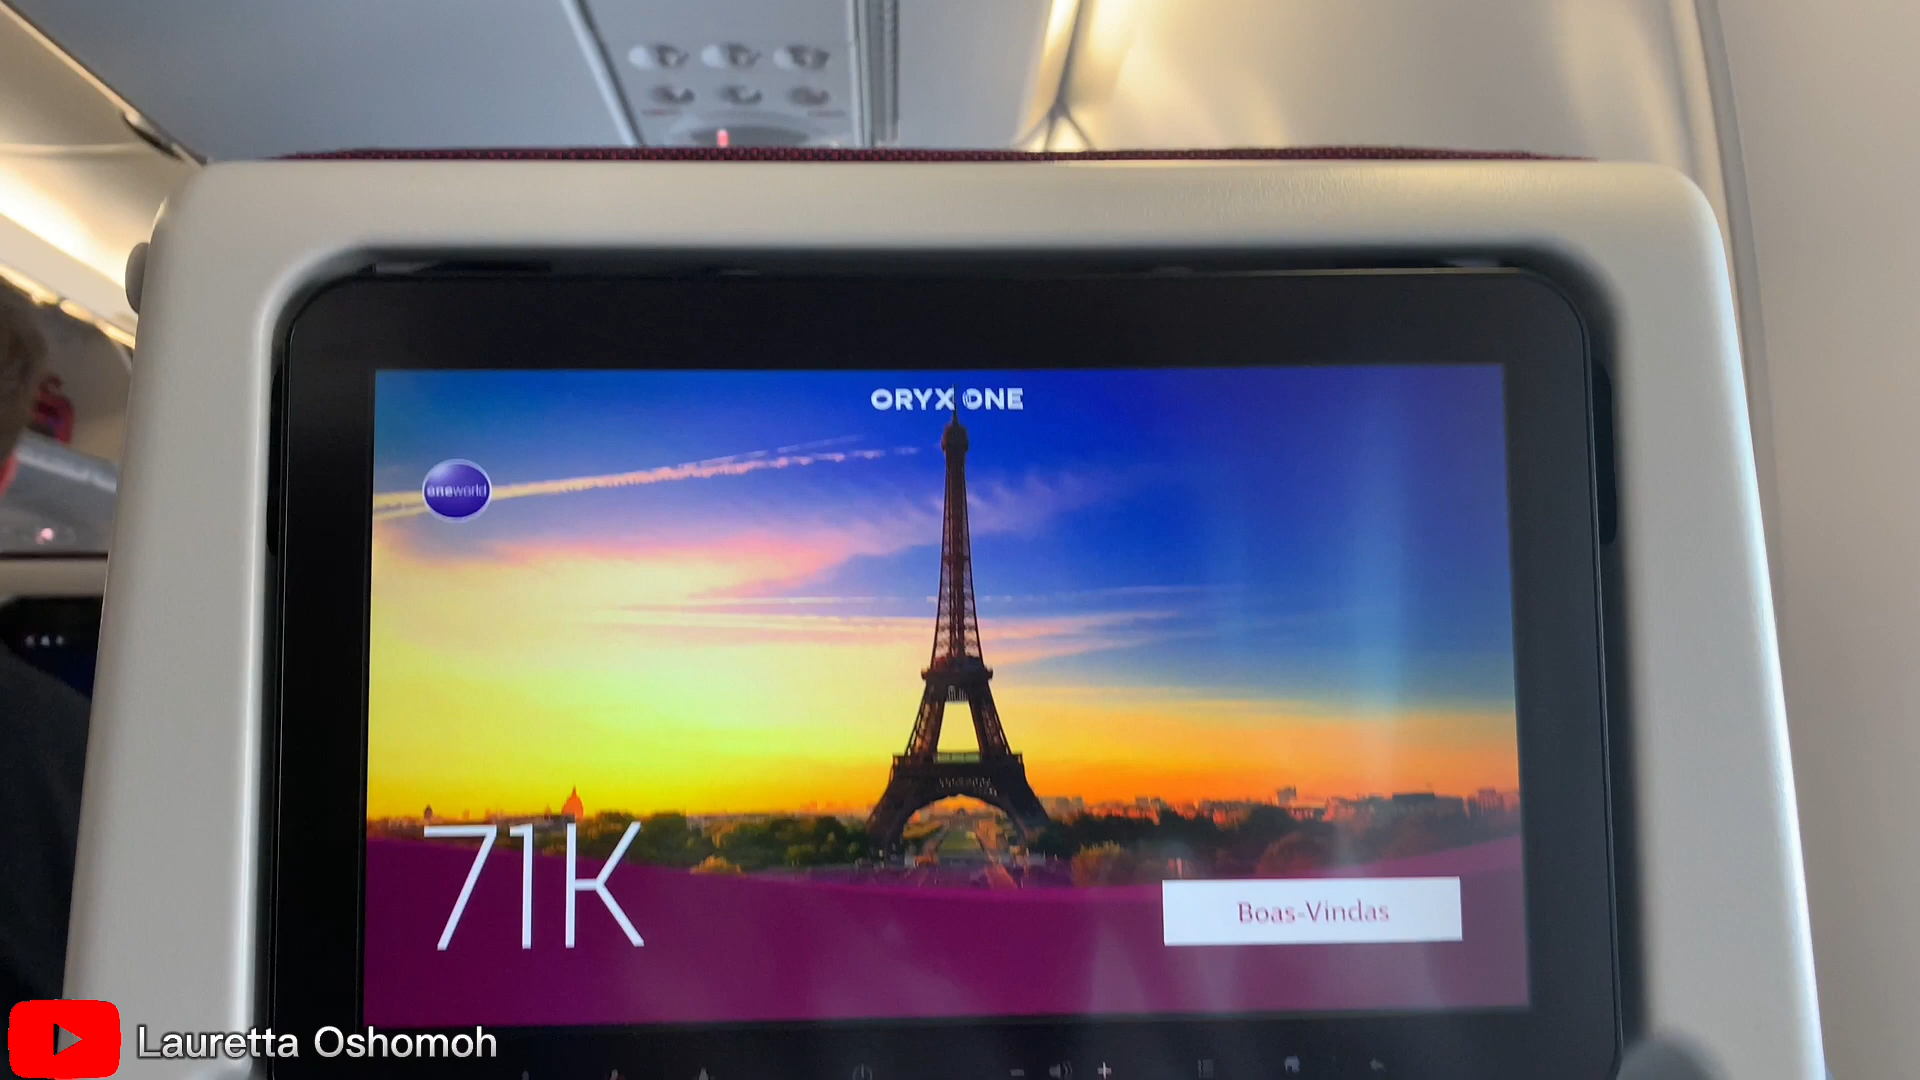 ORYX ONE
oneworld
71K
Boas-Vindas
Lauretta Oshomoh